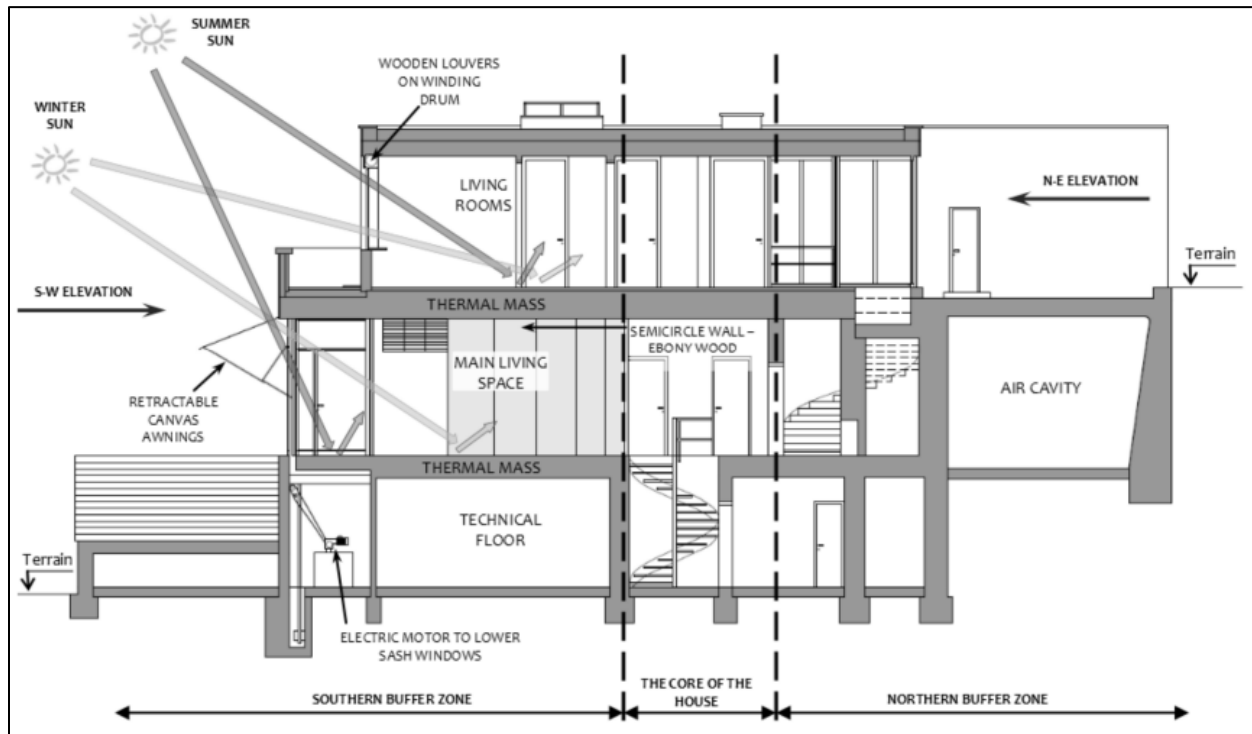 SUMMER
SUN
WOODEN LOUVERS
ON WINDING
DRUM
WINTER
SUN
LIVING
ROOMS
N-E ELEVATION
Terrain
S-W ELEVATION
THERMAL MASS
SEMICIRCLE WALL –
EBONY WOOD
MAIN LIVING
SPACE
AIR CAVITY
RETRACTABLE
CANVAS
AWNINGS
THERMAL MASS
TECHNICAL
FLOOR
Terrain
ELECTRIC MOTOR TO LOWER
SASH WINDOWS
SOUTHERN BUFFER ZONE
THE CORE OF THE
HOUSE
NORTHERN BUFFER ZONE